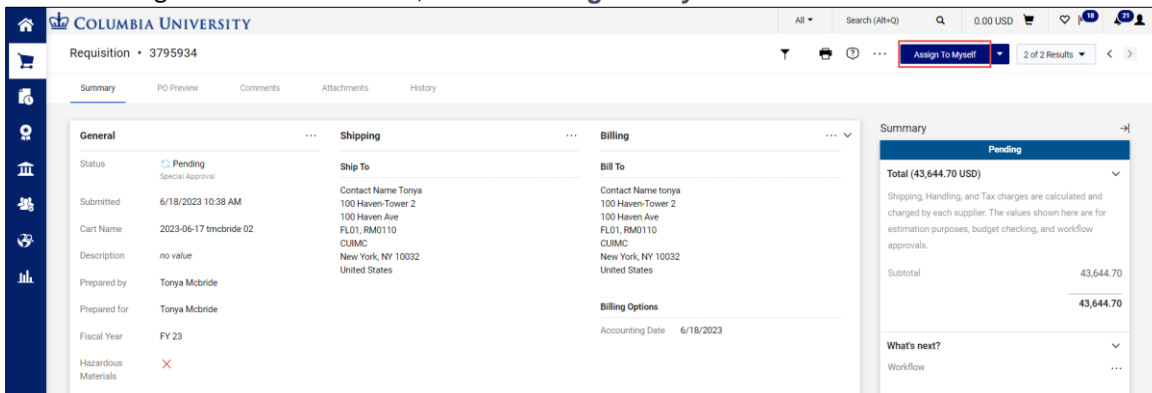 COLUMBIA UNIVERSITY
All
Search (Alt+Q)
0.00 USD
18
21
Requisition • 3795934
Assign To Myself
2 of 2 Results
Summary PO Preview Comments Attachments History
General
Status Pending
Special Approval
Submitted 6/18/2023 10:38 AM
Cart Name 2023-06-17 tmcbride 02
Description no value
Prepared by Tonya Mcbride
Prepared for Tonya Mcbride
Fiscal Year FY 23
Hazardous
Materials
Shipping
Ship To
Contact Name Tonya
100 Haven-Tower 2
100 Haven Ave
FL01, RM0110
CUIMC
New York, NY 10032
United States
Billing
Bill To
Contact Name tonya
100 Haven-Tower 2
100 Haven Ave
FL01, RM0110
CUIMC
New York, NY 10032
United States
Billing Options
Accounting Date 6/18/2023
Summary
Pending
Total (43,644.70 USD)
Shipping, Handling, and Tax charges are calculated and
charged by each supplier. The values shown here are for
estimation purposes, budget checking, and workflow
approvals.
Subtotal 43,644.70
43,644.70
What's next?
Workflow